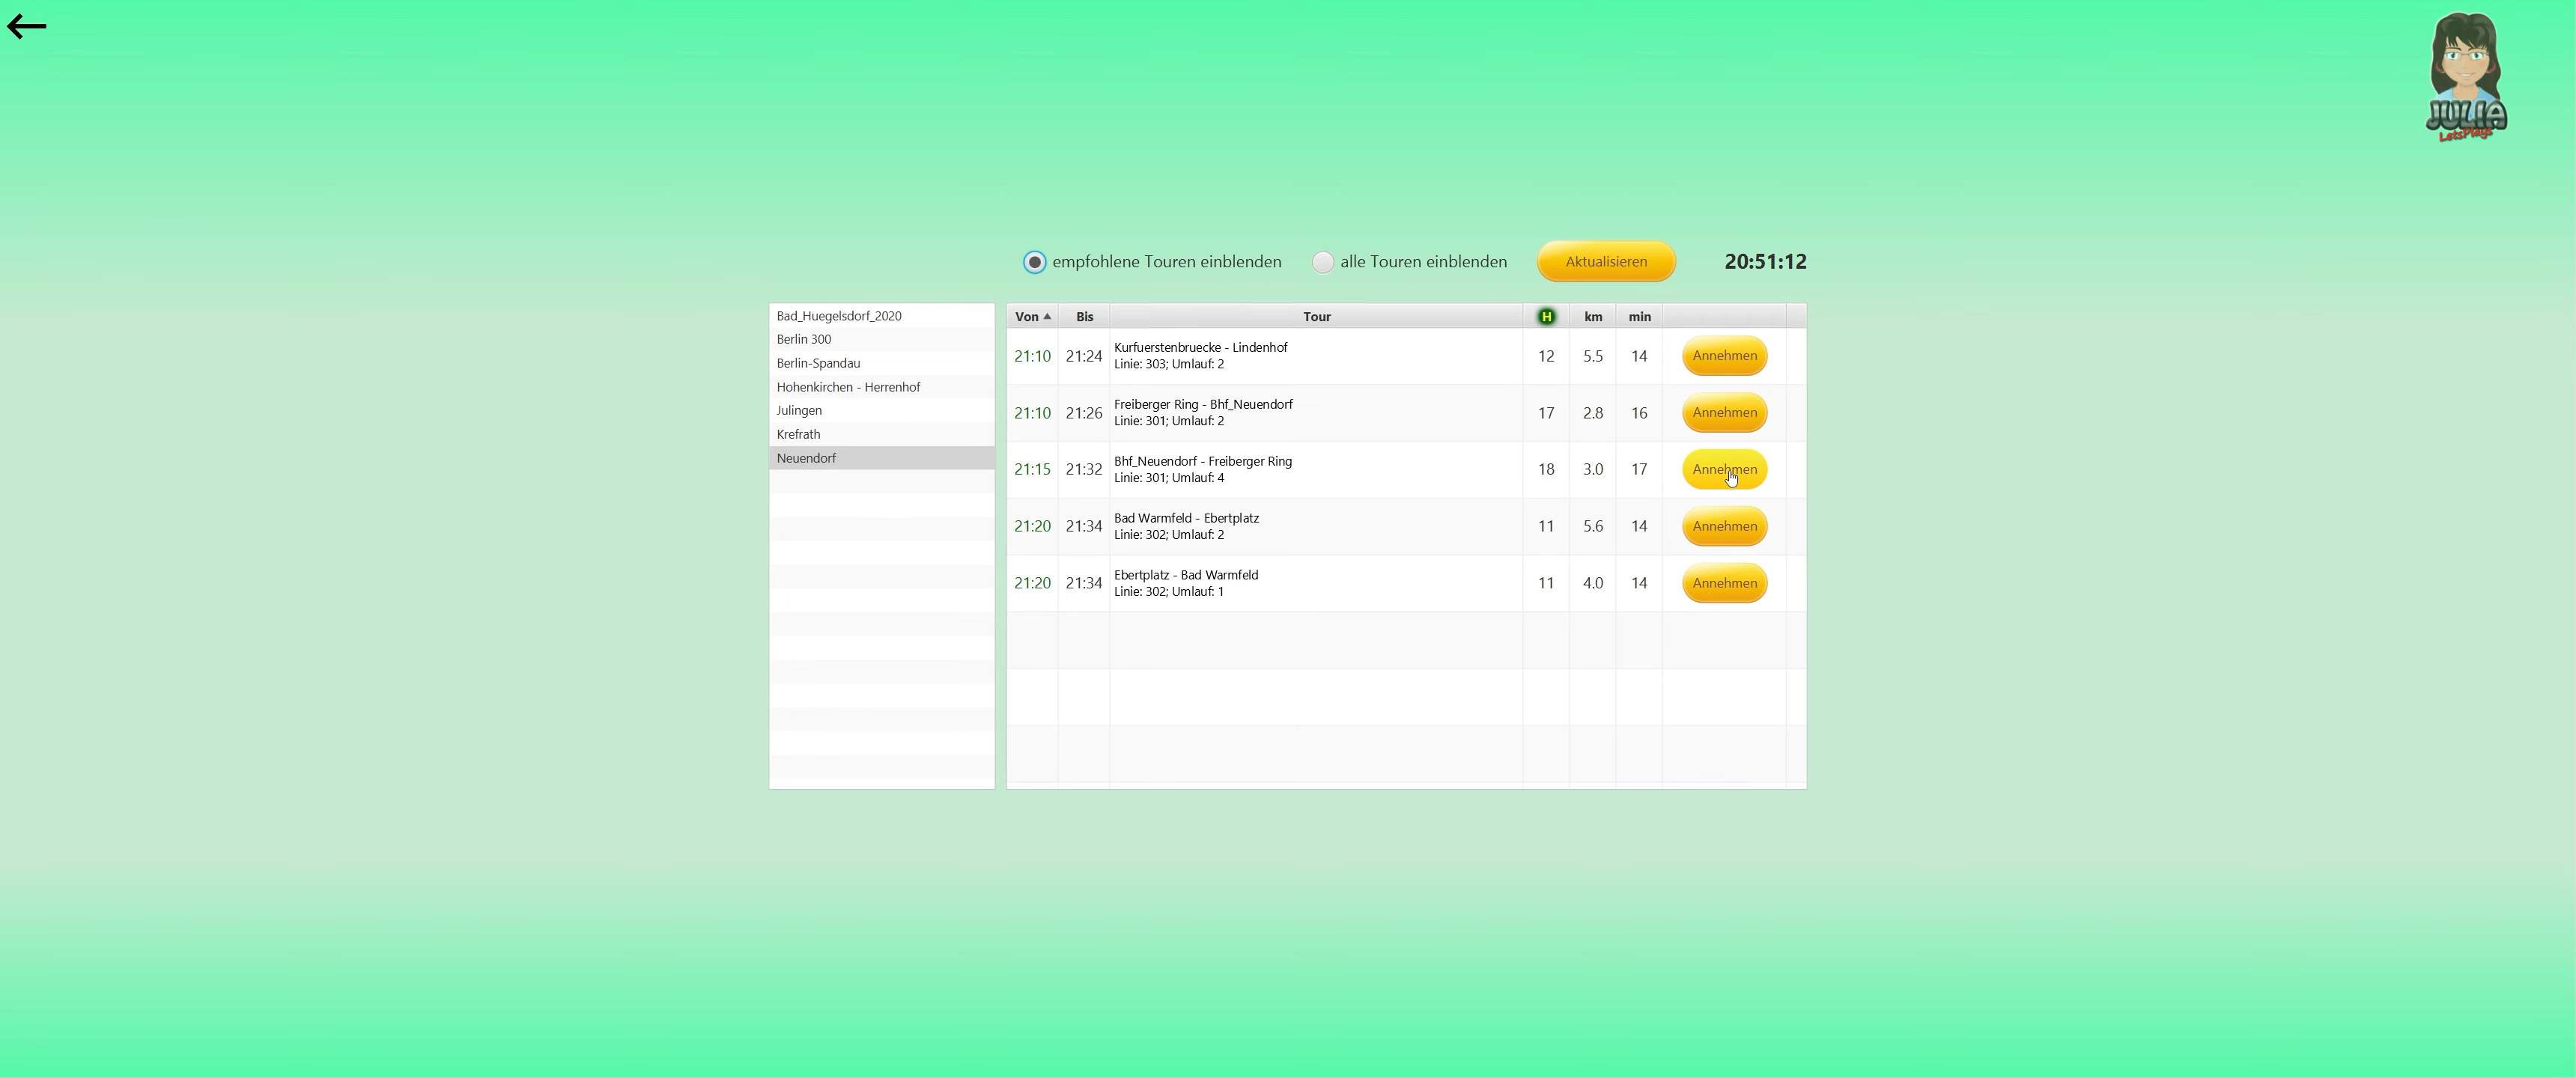 JULIA
LetsPlays
empfohlene Touren einblenden alle Touren einblenden Aktualisieren 20:51:12
Bad_Huegelsdorf_2020
Berlin 300
Berlin-Spandau
Hohenkirchen - Herrenhof
Julingen
Krefrath
Neuendorf
Von Bis Tour H km min
21:10 21:24 Kurfuerstenbruecke - Lindenhof 12 5.5 14 Annehmen
Linie: 303; Umlauf: 2
21:10 21:26 Freiberger Ring - Bhf_Neuendorf 17 2.8 16 Annehmen
Linie: 301; Umlauf: 2
21:15 21:32 Bhf_Neuendorf - Freiberger Ring 18 3.0 17 Annehmen
Linie: 301; Umlauf: 4
21:20 21:34 Bad Warmfeld - Ebertplatz 11 5.6 14 Annehmen
Linie: 302; Umlauf: 2
21:20 21:34 Ebertplatz - Bad Warmfeld 11 4.0 14 Annehmen
Linie: 302; Umlauf: 1